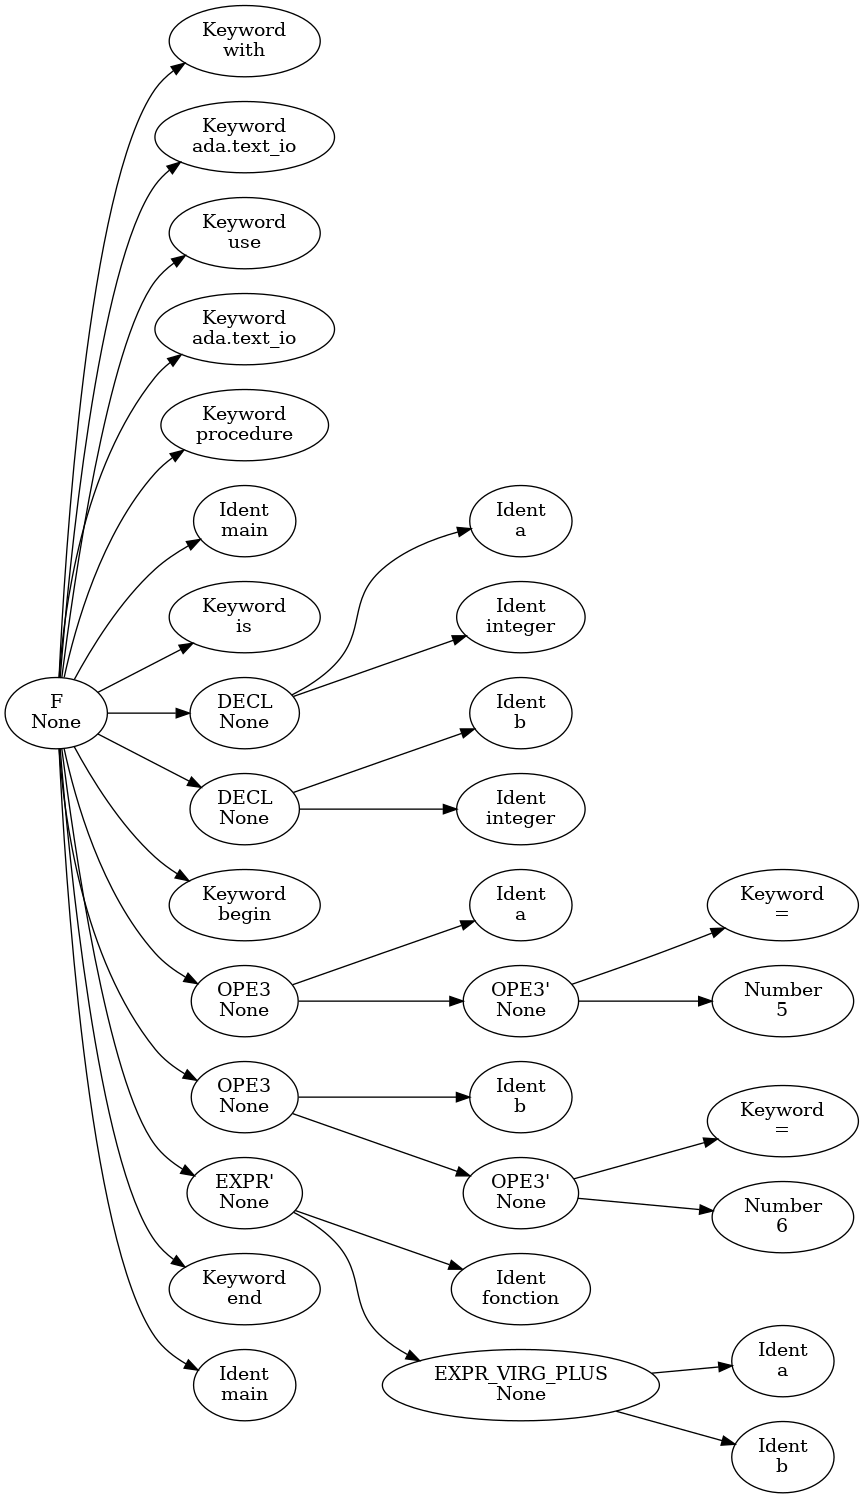 Keyword
with
Keyword
ada.text_io
Keyword
use
Keyword
ada.text_io
Keyword
procedure
Ident
main
Keyword
is
F
None
DECL
None
Ident
a
Ident
integer
DECL
None
Ident
b
Ident
integer
Keyword
begin
OPE3
None
Ident
a
OPE3'
None
Keyword
=
Number
5
OPE3
None
Ident
b
OPE3'
None
Keyword
=
Number
6
EXPR'
None
Ident
fonction
EXPR_VIRG_PLUS
None
Ident
a
Ident
b
Keyword
end
Ident
main